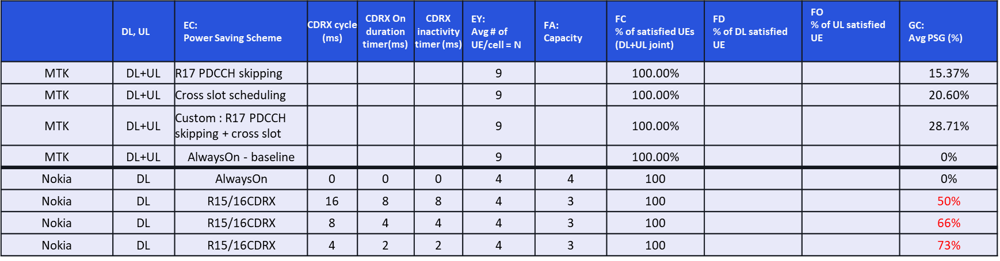 DL, UL
EC:
Power Saving Scheme
CDRX cycle
(ms)
CDRX On
duration
timer(ms)
CDRX
inactivity
timer (ms)
EY:
Avg # of
UE/cell = N
FA:
Capacity
FC
% of satisfied UEs
(DL+UL joint)
FD
% of DL satisfied
UE
FO
% of UL satisfied
UE
GC:
Avg PSG (%)
MTK DL+UL R17 PDCCH skipping 9 100.00% 15.37%
MTK DL+UL Cross slot scheduling 9 100.00% 20.60%
MTK DL+UL Custom : R17 PDCCH
skipping + cross slot 9 100.00% 28.71%
MTK DL+UL AlwaysOn - baseline 9 100.00% 0%
Nokia DL AlwaysOn 0 0 0 4 4 100 0%
Nokia DL R15/16CDRX 16 8 8 4 3 100 50%
Nokia DL R15/16CDRX 8 4 4 4 3 100 66%
Nokia DL R15/16CDRX 4 2 2 4 3 100 73%